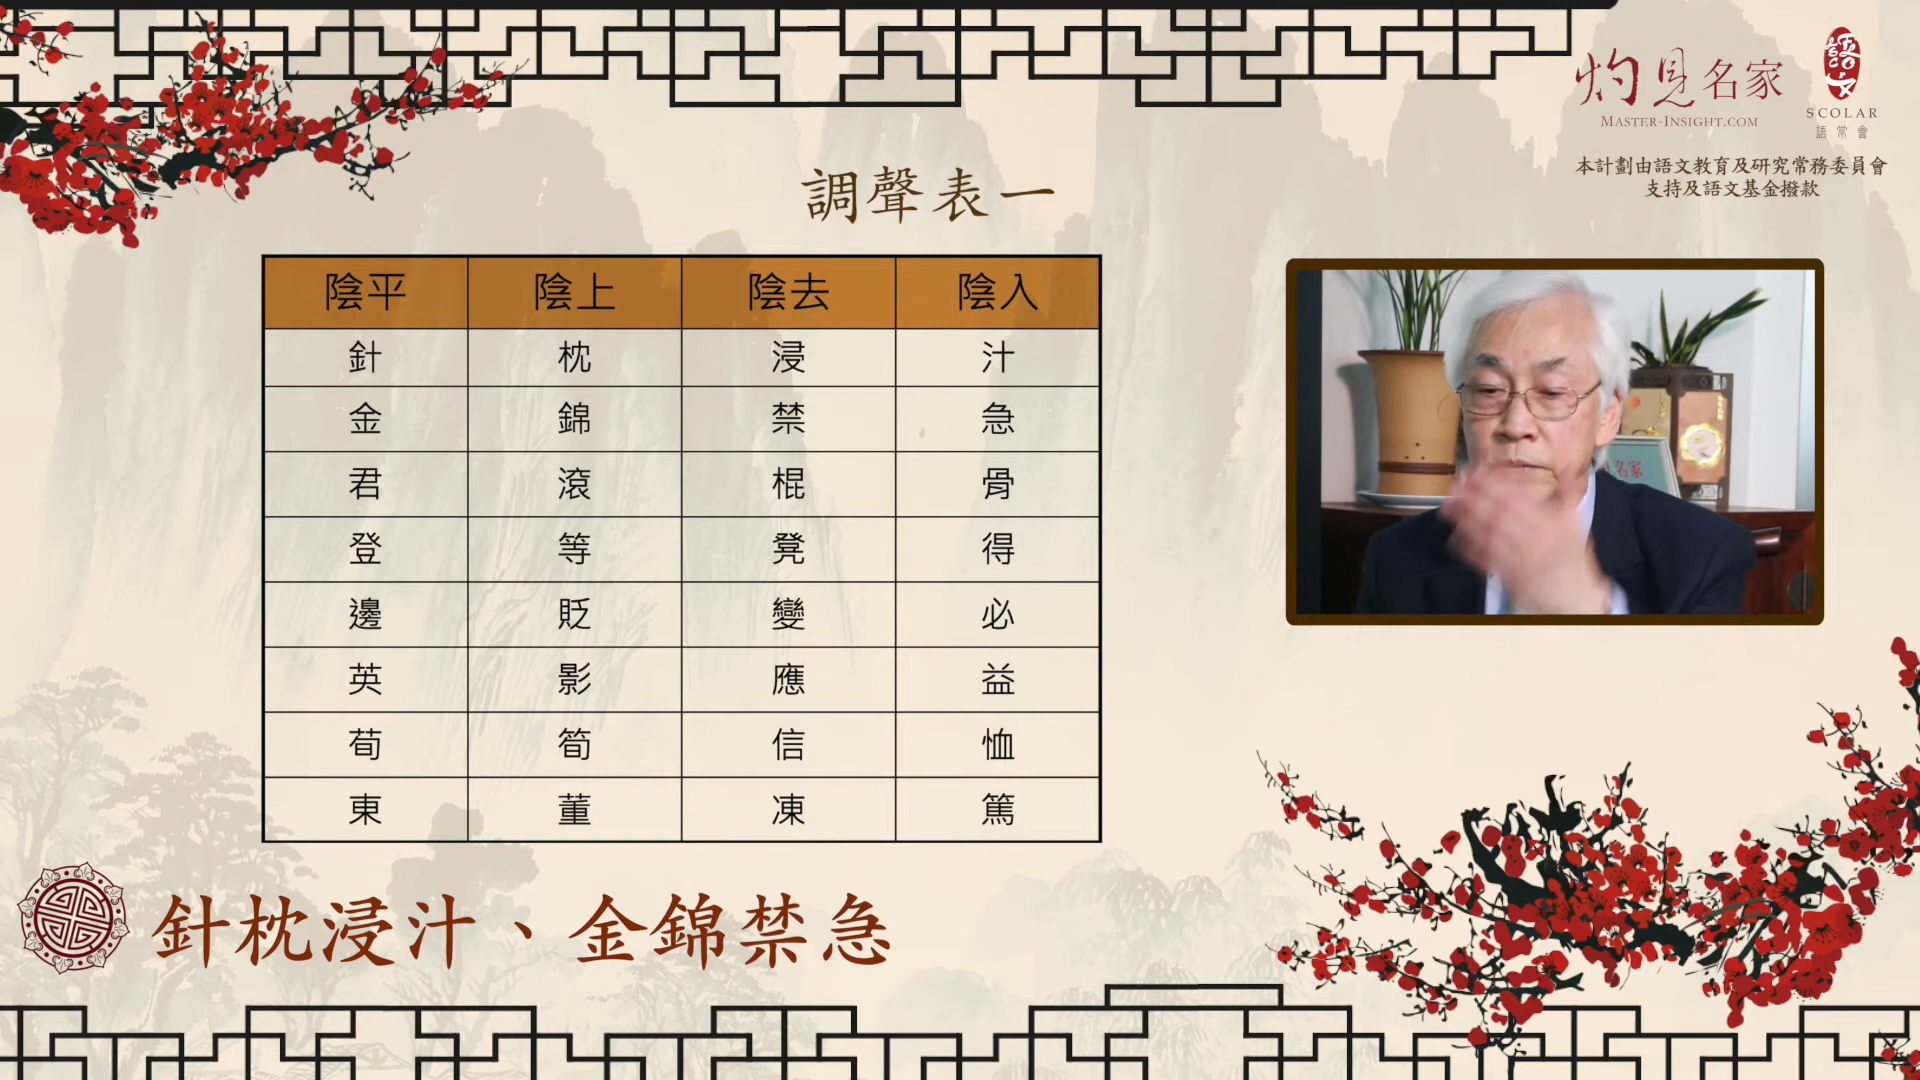 灼見名家
MASTER-INSIGHT.COM
語文
SCOLAR
語常會
本計劃由語文教育及研究常務委員會
支持及語文基金撥款
調聲表一
陰平 陰上 陰去 陰入
針 枕 浸 汁
金 錦 禁 急
君 滾 棍 骨
登 等 凳 得
邊 貶 變 必
英 影 應 益
荀 筍 信 恤
東 董 凍 篤
名家
針枕浸汁、金錦禁急